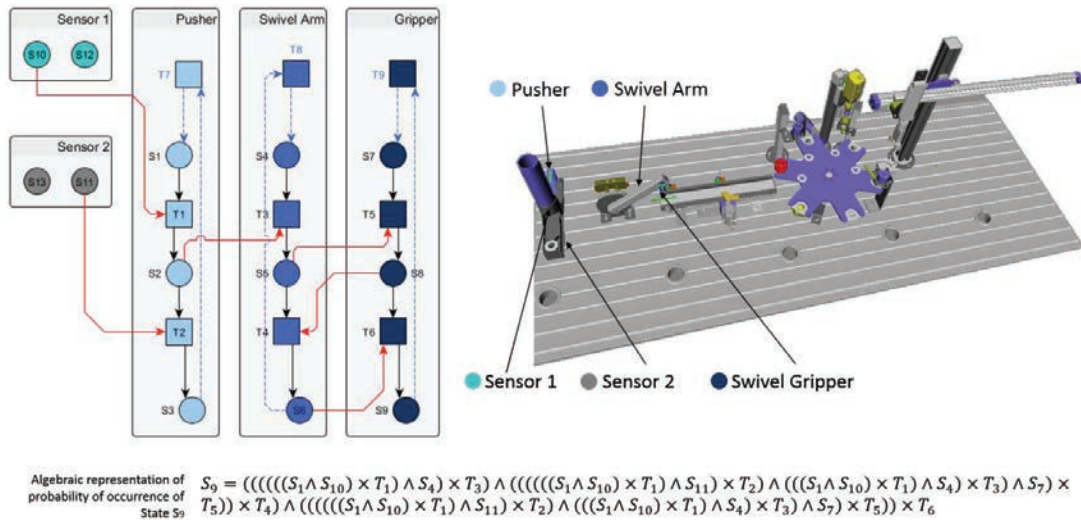 Sensor 1
Pusher
Swivel Arm
Gripper
S10
S12
T7
T8
T9
Sensor 2
S13
S11
S1
S4
S7
T1
T3
T5
S2
S5
S8
T2
T4
T6
S3
S6
S9
Pusher
Swivel Arm
Sensor 1
Sensor 2
Swivel Gripper
Algebraic representation of
probability of occurrence of
State S₉
S₉ = ((((((S₁∧ S₁₀) × T₁) ∧ S₄) × T₃) ∧ ((((((S₁∧ S₁₀) × T₁) ∧ S₁₁) × T₂) ∧ (((S₁∧ S₁₀) × T₁) ∧ S₄) × T₃) ∧ S₇) ×
T₅)) × T₄) ∧ ((((((S₁∧ S₁₀) × T₁) ∧ S₁₁) × T₂) ∧ (((S₁∧ S₁₀) × T₁) ∧ S₄) × T₃) ∧ S₇) × T₅)) × T₆